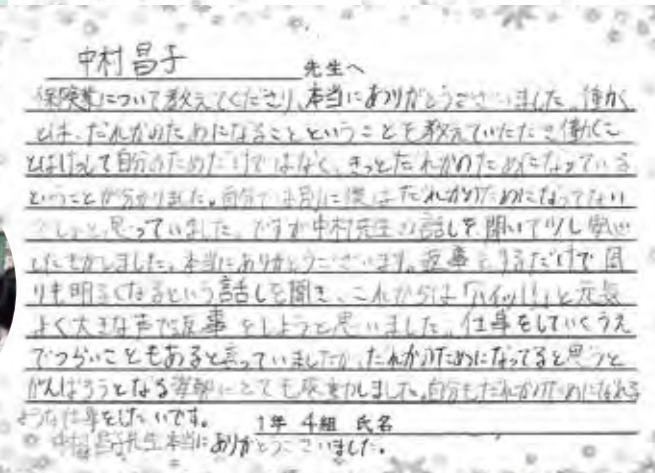 中村昌子 先生へ
保険業について教えてくださり、本当にありがとうございました。働く
とは、だれかのためになることということを教えていただき働くこ
とはけっして自分のためだけではなく、きっとだれかのためになっている
ということが分かりました。自分では別に僕はだれかのためになってない
でしょと思っていました。ですが中村先生の話しを聞いて少し安心
したきがしました。本当にありがとうございます。返事をするだけで周
りも明るくなるという話しを聞き、これからは「ハイッ!!」と元気
よく大きな声で返事をしようと思いました。仕事をしていくうえ
でつらいこともあると言っていましたが、だれかのためになってると思うと
がんばろうとなる姿勢にとても感動しました。自分もだれかのためになれる
ような仕事をしたいです。 1年 4組 氏名
中村昌子先生本当にありがとうございました。